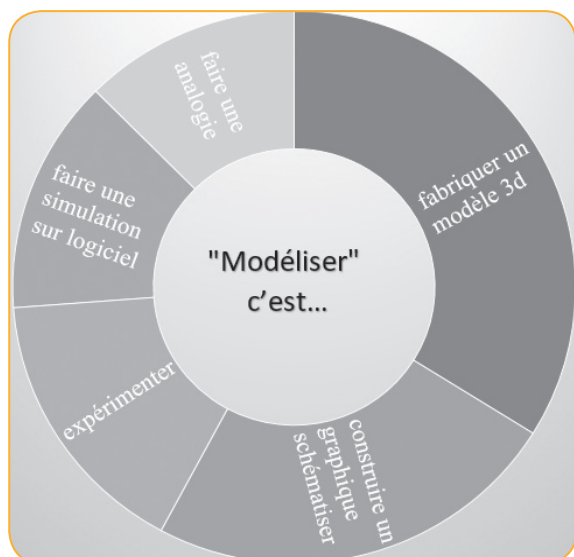 "Modéliser"
c’est...
fabriquer un
modèle 3d
construire un
graphique
schématiser
expérimenter
faire une
simulation
sur logiciel
faire une
analogie